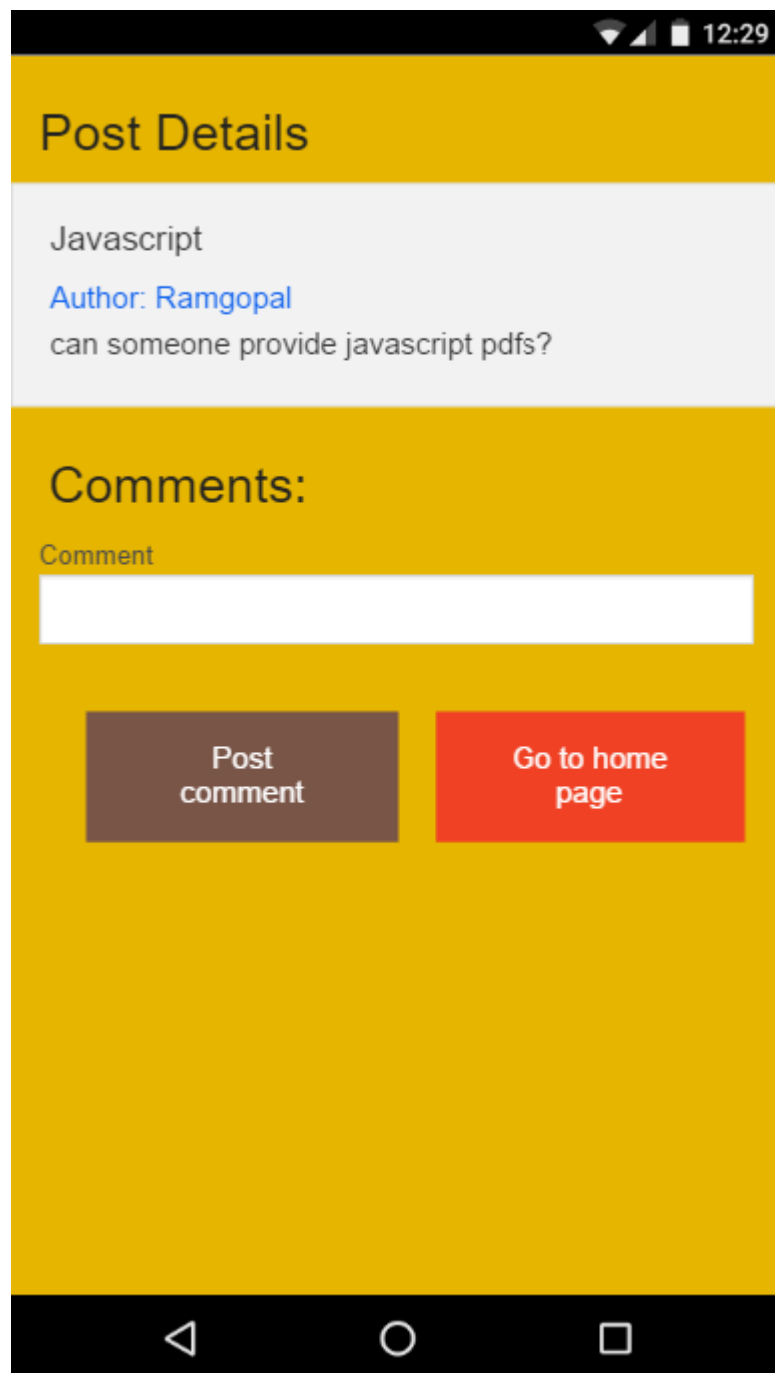 12:29
Post Details
Javascript
Author: Ramgopal
can someone provide javascript pdfs?
Comments:
Comment
Post
comment
Go to home
page